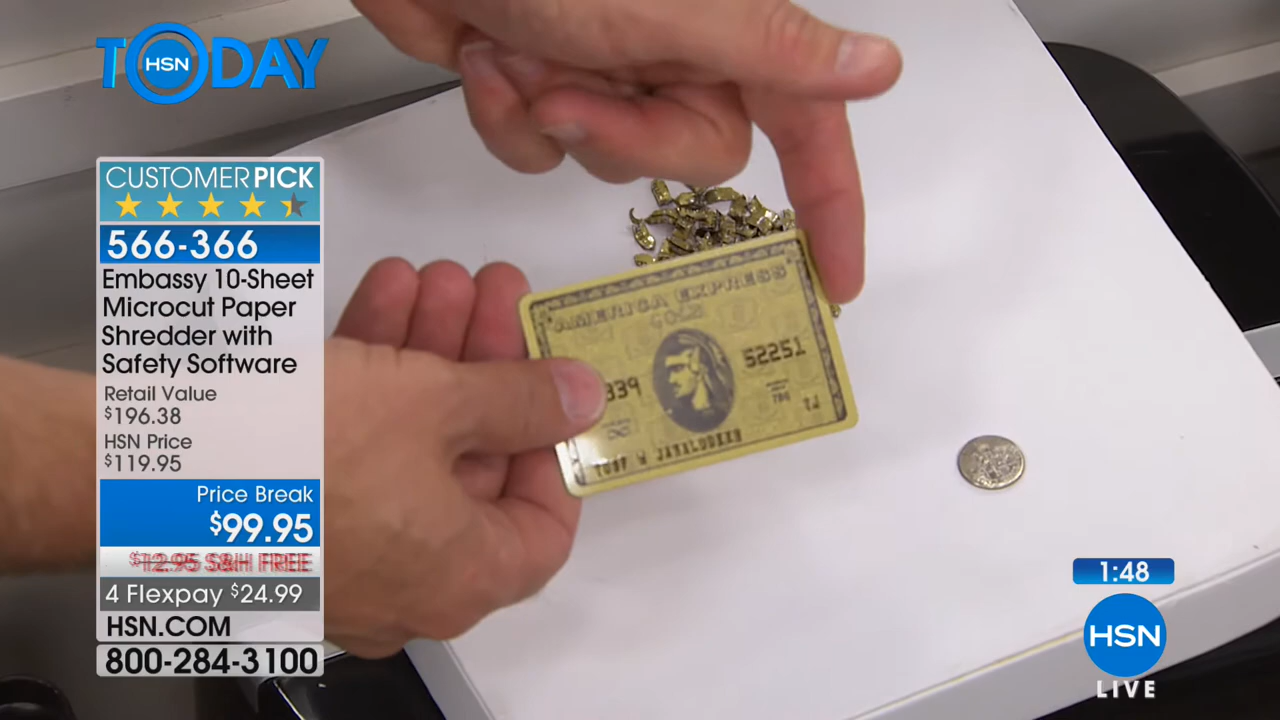 TODAY
HSN
CUSTOMER PICK
566-366
Embassy 10-Sheet
Microcut Paper
Shredder with
Safety Software
Retail Value
$196.38
HSN Price
$119.95
Price Break
$99.95
$12.95 S&H FREE
4 Flexpay $24.99
HSN.COM
800-284-3100
AMERICA EXPRESS
GOLD
339
52251
1:48
HSN
LIVE